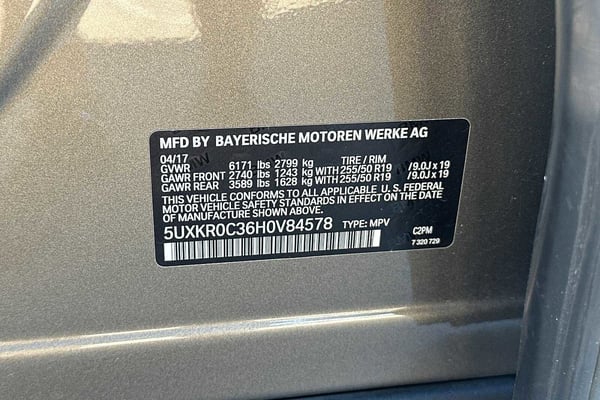 MFD BY BAYERISCHE MOTOREN WERKE AG
04/17
GVWR 6171 lbs 2799 kg TIRE / RIM
GAWR FRONT 2740 lbs 1243 kg WITH 255/50 R19 /9.0J x 19
GAWR REAR 3589 lbs 1628 kg WITH 255/50 R19 /9.0J x 19
THIS VEHICLE CONFORMS TO ALL APPLICABLE U. S. FEDERAL
MOTOR VEHICLE SAFETY STANDARDS IN EFFECT ON THE
DATE OF MANUFACTURE SHOWN ABOVE.
5UXKR0C36H0V84578 TYPE: MPV C2PM
7 320 729